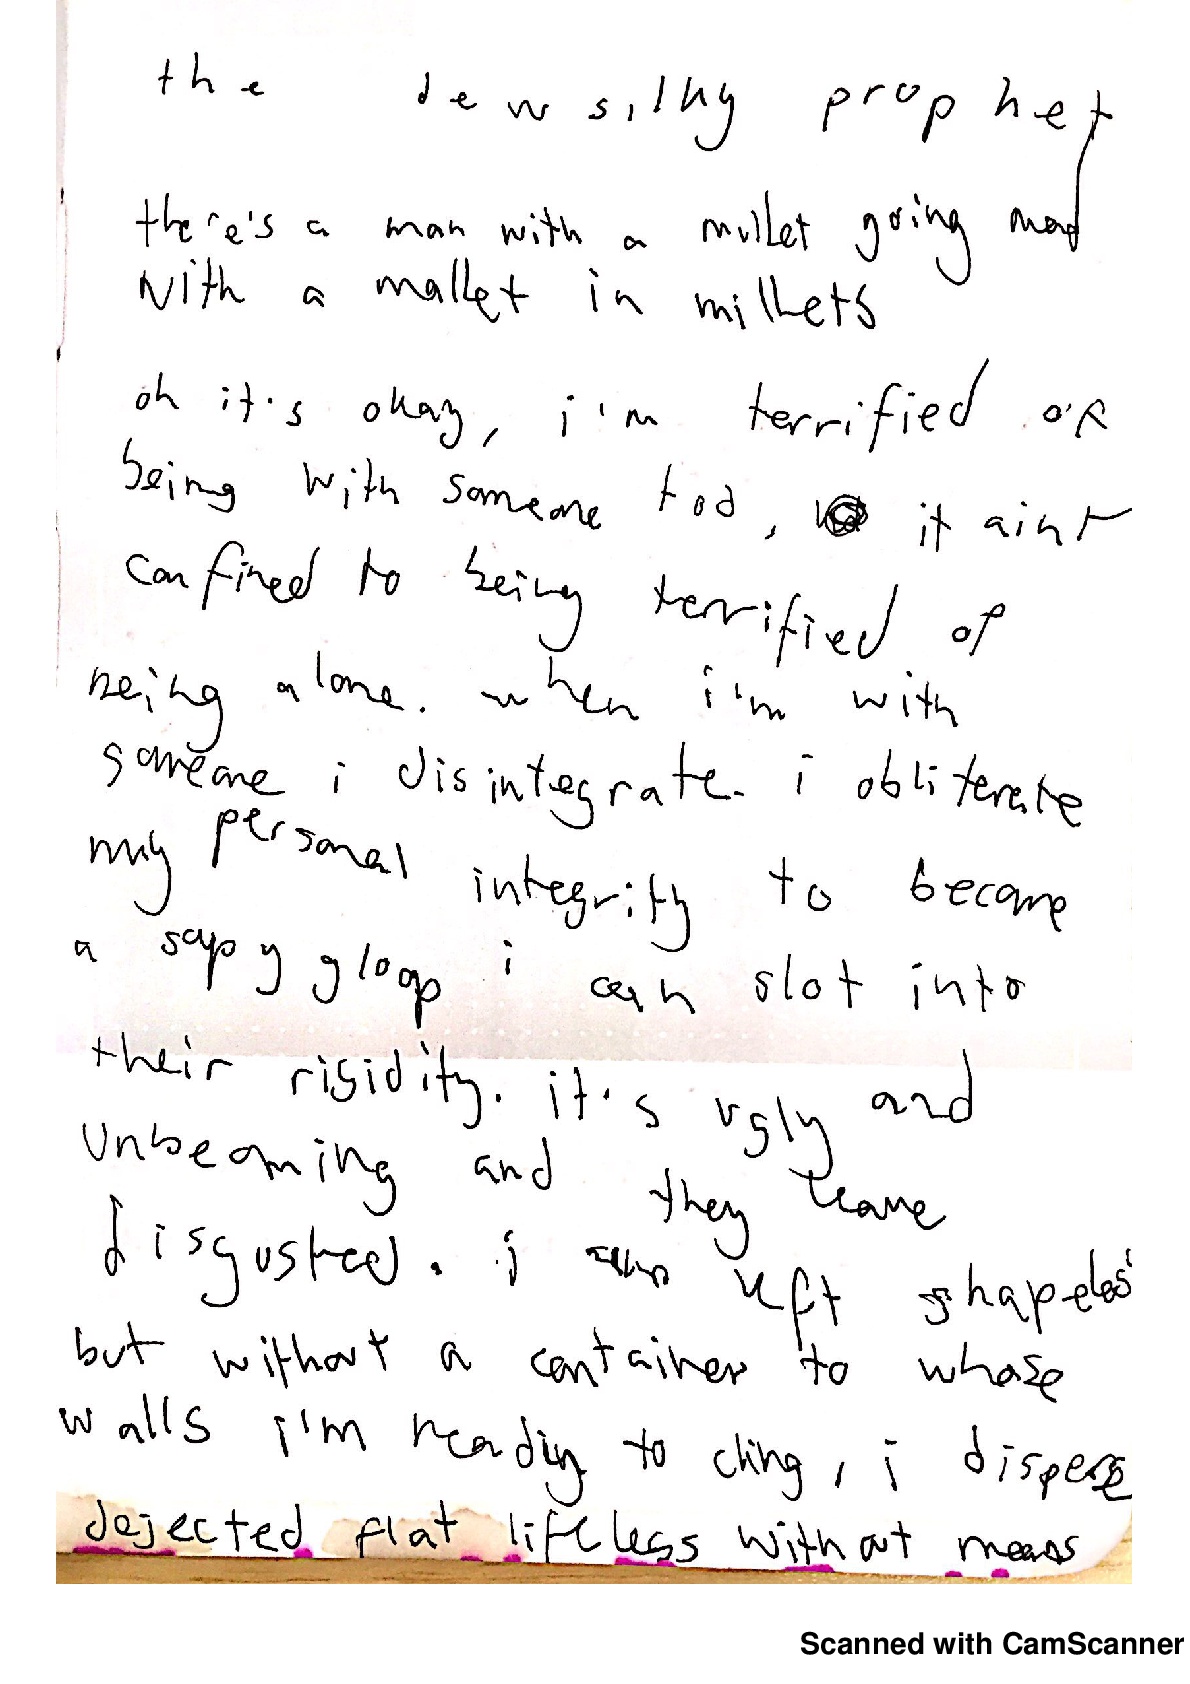 the dew silky prophet
there's a man with a mullet going mad
with a mallet in millets
oh it's okay, i'm terrified of
being with someone too, it aint
confined to being terrified of
being alone. when i'm with
someone i disintegrate. i obliterate
my personal integrity to become
a sapy gloop i can slot into
their rigidity. it's ugly and
unbecoming and they leave
disgusted. i am left shapeless
but without a container to whose
walls i'm ready to cling, i disperse
dejected flat lifeless without means
Scanned with CamScanner